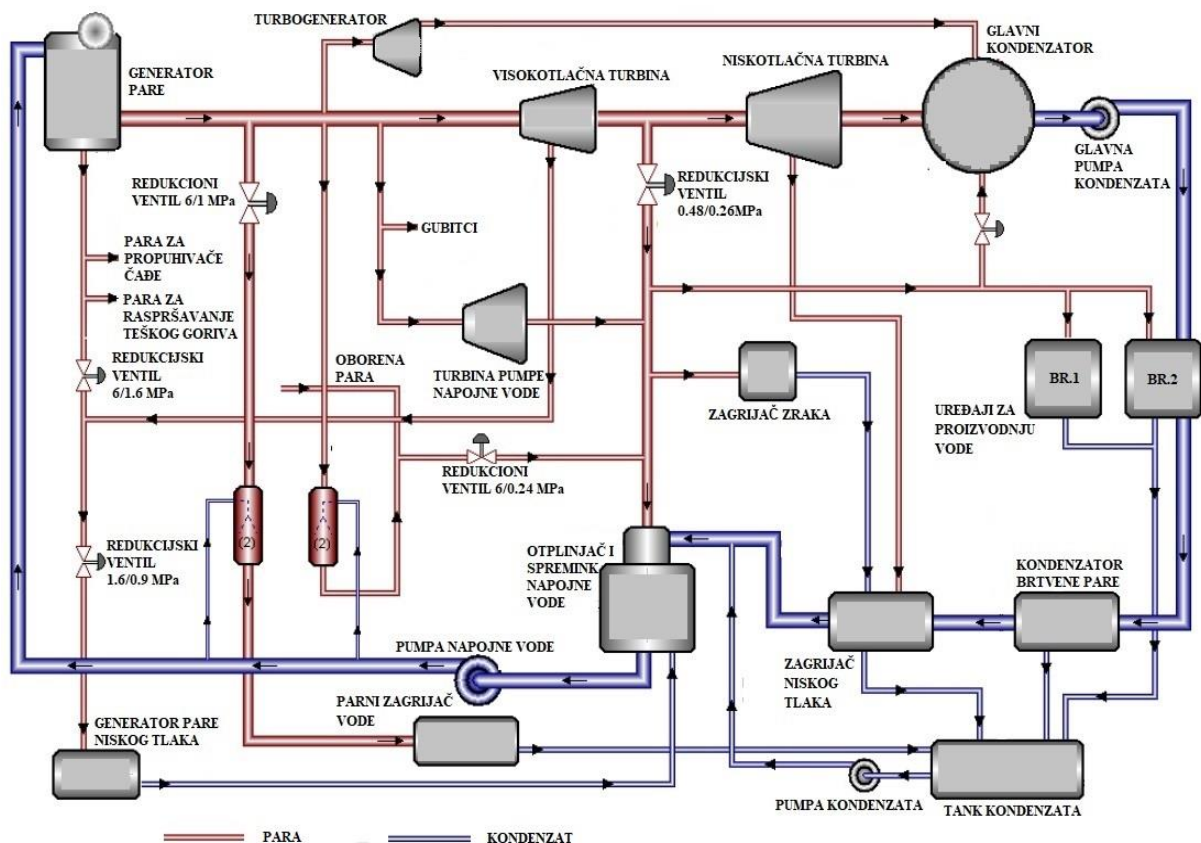 TURBOGENERATOR
GENERATOR
PARE
VISOKOTLAČNA TURBINA
NISKOTLAČNA TURBINA
GLAVNI
KONDENZATOR
GLAVNA
PUMPA
KONDENZATA
REDUKCIONI
VENTIL 6/1 MPa
REDUKCIJSKI
VENTIL
0.48/0.26MPa
GUBITCI
PARA ZA
PROPUHIVAČE
ČAĐE
PARA ZA
RASPRŠAVANJE
TEŠKOG GORIVA
REDUKCIJSKI
VENTIL
6/1.6 MPa
OBORENA
PARA
TURBINA PUMPE
NAPOJNE VODE
ZAGRIJAČ ZRAKA
BR.1
BR.2
UREĐAJI ZA
PROIZVODNJU
VODE
REDUKCIONI
VENTIL 6/0.24 MPa
(2)
(2)
REDUKCIJSKI
VENTIL
1.6/0.9 MPa
OTPLINJAČ I
SPREMINK
NAPOJNE
VODE
KONDENZATOR
BRTVENE PARE
PUMPA NAPOJNE VODE
ZAGRIJAČ
NISKOG
TLAKA
PARNI ZAGRIJAČ
VODE
GENERATOR PARE
NISKOG TLAKA
PUMPA KONDENZATA
TANK KONDENZATA
PARA
KONDENZAT